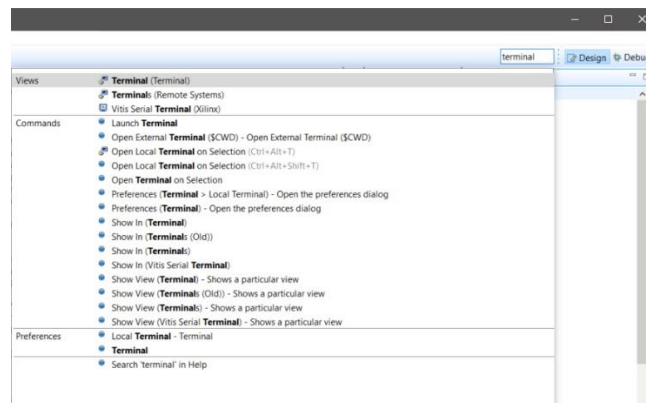 terminal
Design
Debu
Views
Terminal (Terminal)
Terminals (Remote Systems)
Vitis Serial Terminal (Xilinx)
Commands
Launch Terminal
Open External Terminal ($CWD) - Open External Terminal ($CWD)
Open Local Terminal on Selection (Ctrl+Alt+T)
Open Local Terminal on Selection (Ctrl+Alt+Shift+T)
Open Terminal on Selection
Preferences (Terminal > Local Terminal) - Open the preferences dialog
Preferences (Terminal) - Open the preferences dialog
Show In (Terminal)
Show In (Terminals (Old))
Show In (Terminals)
Show In (Vitis Serial Terminal)
Show View (Terminal) - Shows a particular view
Show View (Terminals (Old)) - Shows a particular view
Show View (Terminals) - Shows a particular view
Show View (Vitis Serial Terminal) - Shows a particular view
Preferences
Local Terminal - Terminal
Terminal
Search 'terminal' in Help